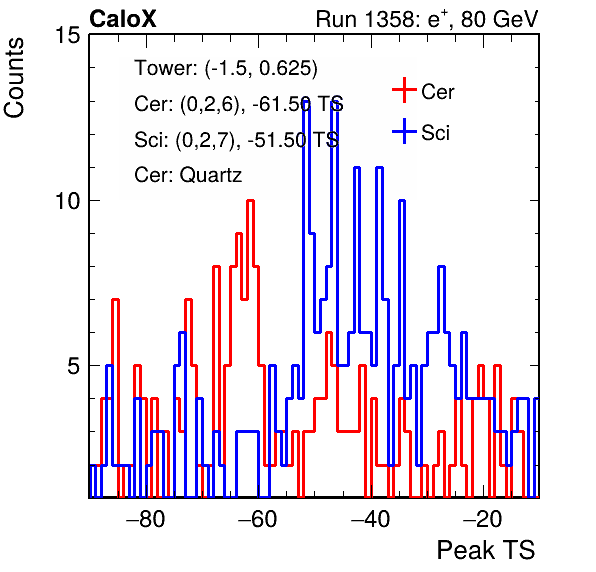 CaloX Run 1358: e⁺, 80 GeV
Counts
15
10
5
Tower: (-1.5, 0.625)
Cer: (0,2,6), -61.50 TS
Sci: (0,2,7), -51.50 TS
Cer: Quartz
Cer
Sci
−80 −60 −40 −20
Peak TS